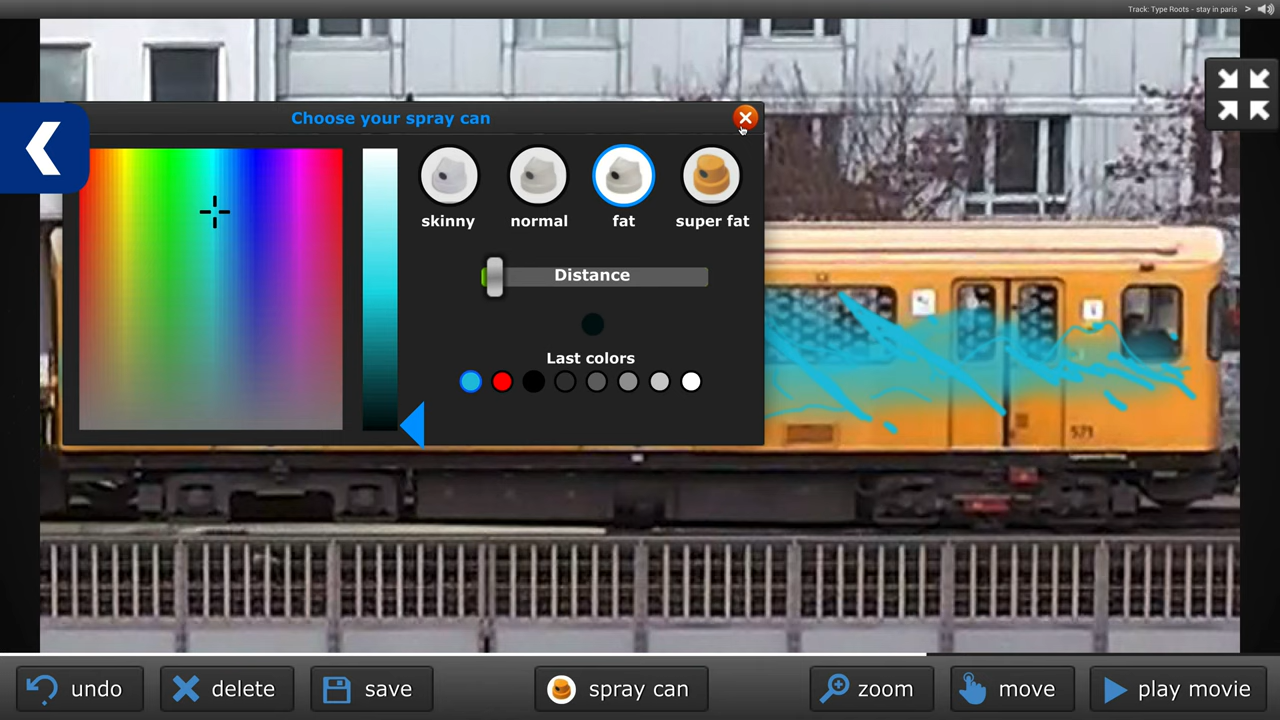 Track: Type Roots - stay in paris >
Choose your spray can
skinny normal fat super fat
Distance
Last colors
571
undo delete save spray can zoom move play movie